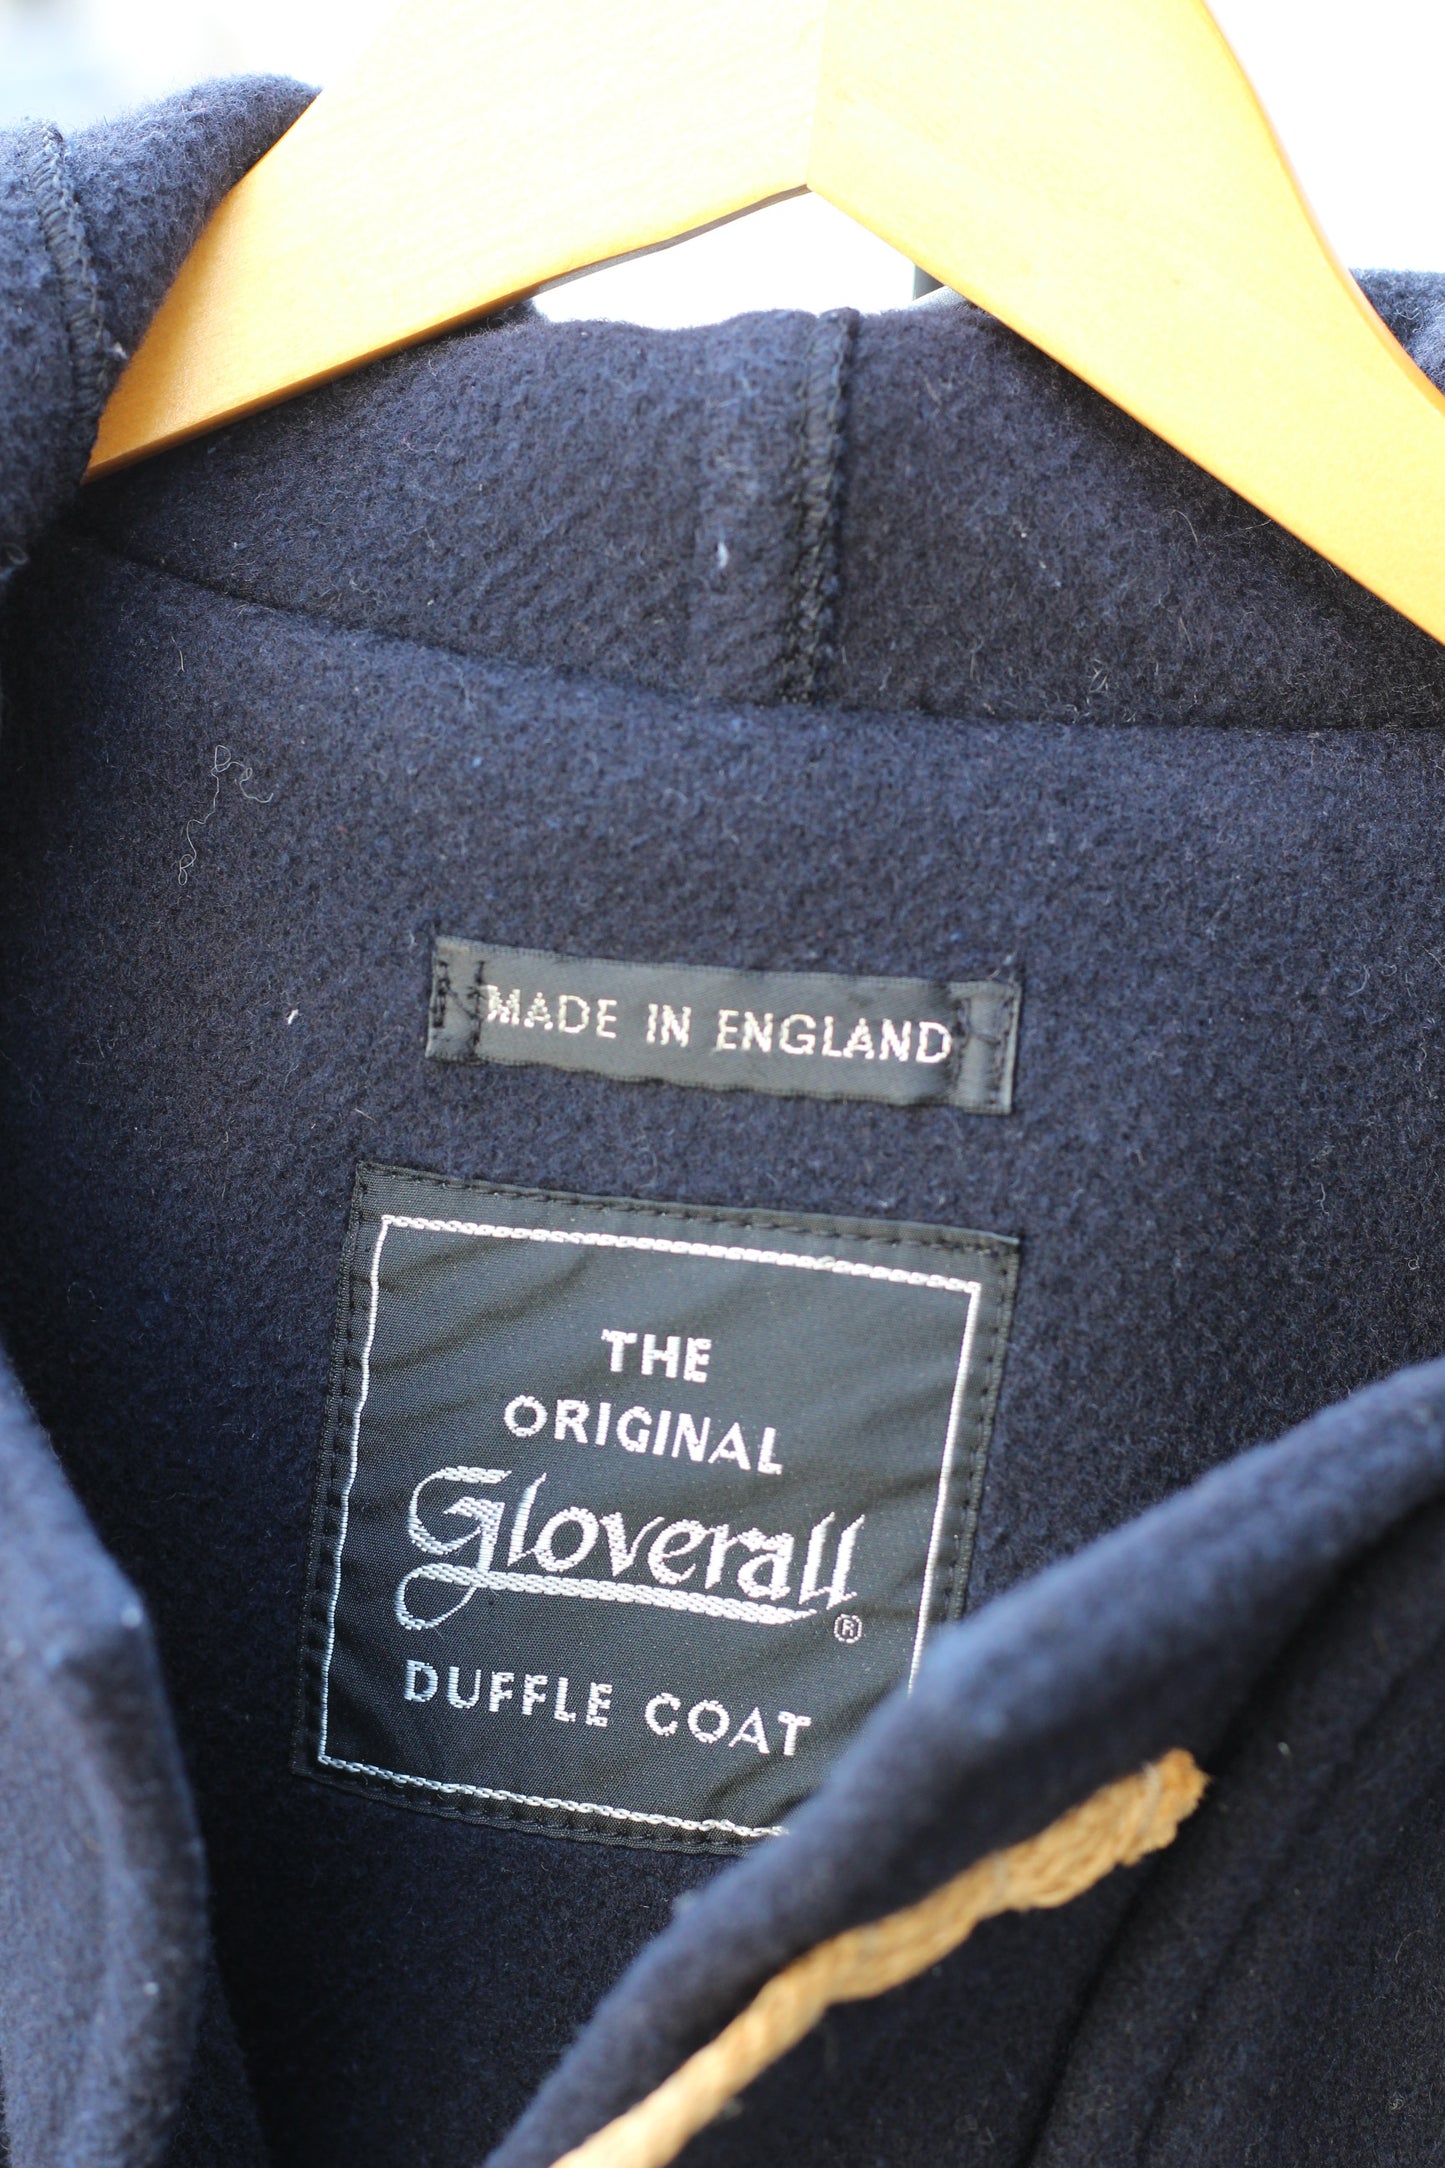 MADE IN ENGLAND
THE
ORIGINAL
Gloverall
®
DUFFLE COAT